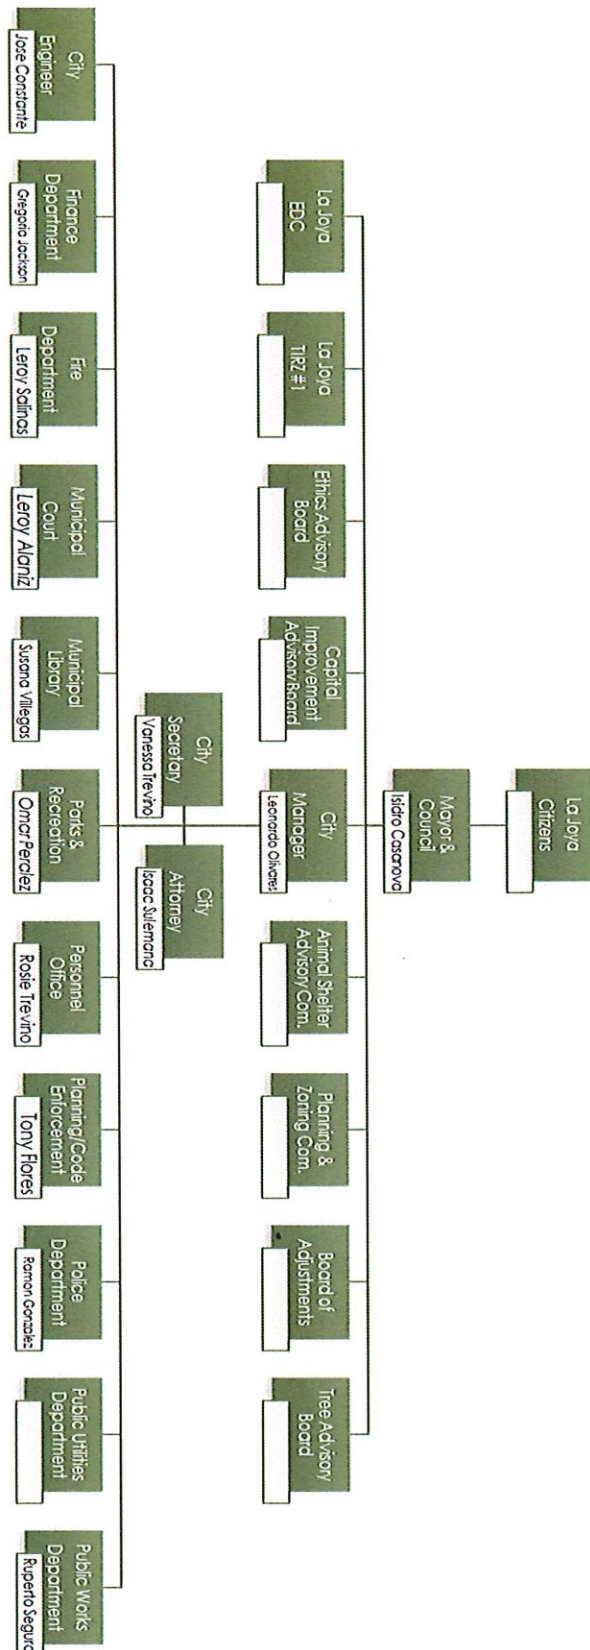 La Joya
Citizens
Mayor &
Council
Isidro Casanova
La Joya
EDC
La Joya
TIRZ #1
Ethics Advisory
Board
Capital
Improvement
Advisory Board
City
Manager
Leonardo Olivares
Animal Shelter
Advisory Com.
Planning &
Zoning Com.
Board of
Adjustments
Tree Advisory
Board
City
Secretary
Vanessa Trevino
City
Attorney
Isaac Sulemana
City
Engineer
Jose Constante
Finance
Department
Gregoria Jackson
Fire
Department
Leroy Salinas
Municipal
Court
Leroy Alaniz
Municipal
Library
Susana Villegas
Parks &
Recreation
Omar Peralez
Personnel
Office
Rosie Trevino
Planning/Code
Enforcement
Tony Flores
Police
Department
Ramon Gonzalez
Public Utilities
Department
Public Works
Department
Ruperto Segura